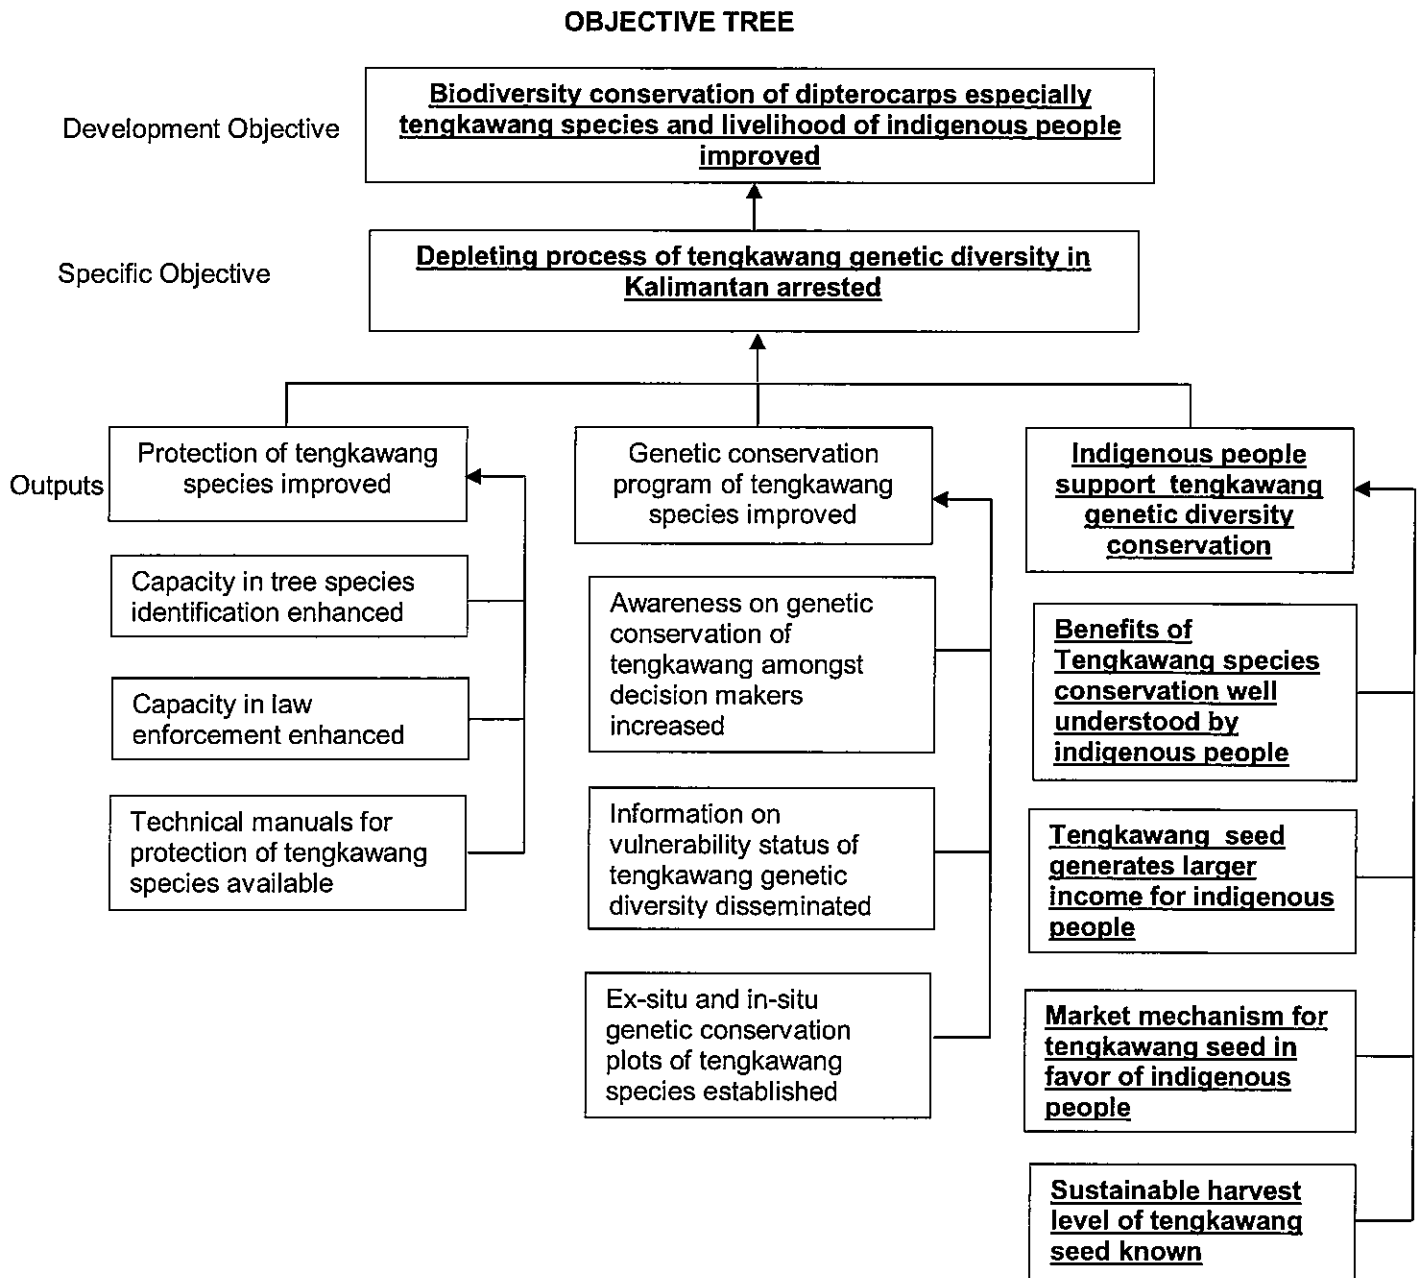 OBJECTIVE TREE
Development Objective
Biodiversity conservation of dipterocarps especially
tengkawang species and livelihood of indigenous people
improved
Specific Objective
Depleting process of tengkawang genetic diversity in
Kalimantan arrested
Outputs
Protection of tengkawang
species improved
Capacity in tree species
identification enhanced
Capacity in law
enforcement enhanced
Technical manuals for
protection of tengkawang
species available
Genetic conservation
program of tengkawang
species improved
Awareness on genetic
conservation of
tengkawang amongst
decision makers
increased
Information on
vulnerability status of
tengkawang genetic
diversity disseminated
Ex-situ and in-situ
genetic conservation
plots of tengkawang
species established
Indigenous people
support tengkawang
genetic diversity
conservation
Benefits of
Tengkawang species
conservation well
understood by
indigenous people
Tengkawang seed
generates larger
income for indigenous
people
Market mechanism for
tengkawang seed in
favor of indigenous
people
Sustainable harvest
level of tengkawang
seed known